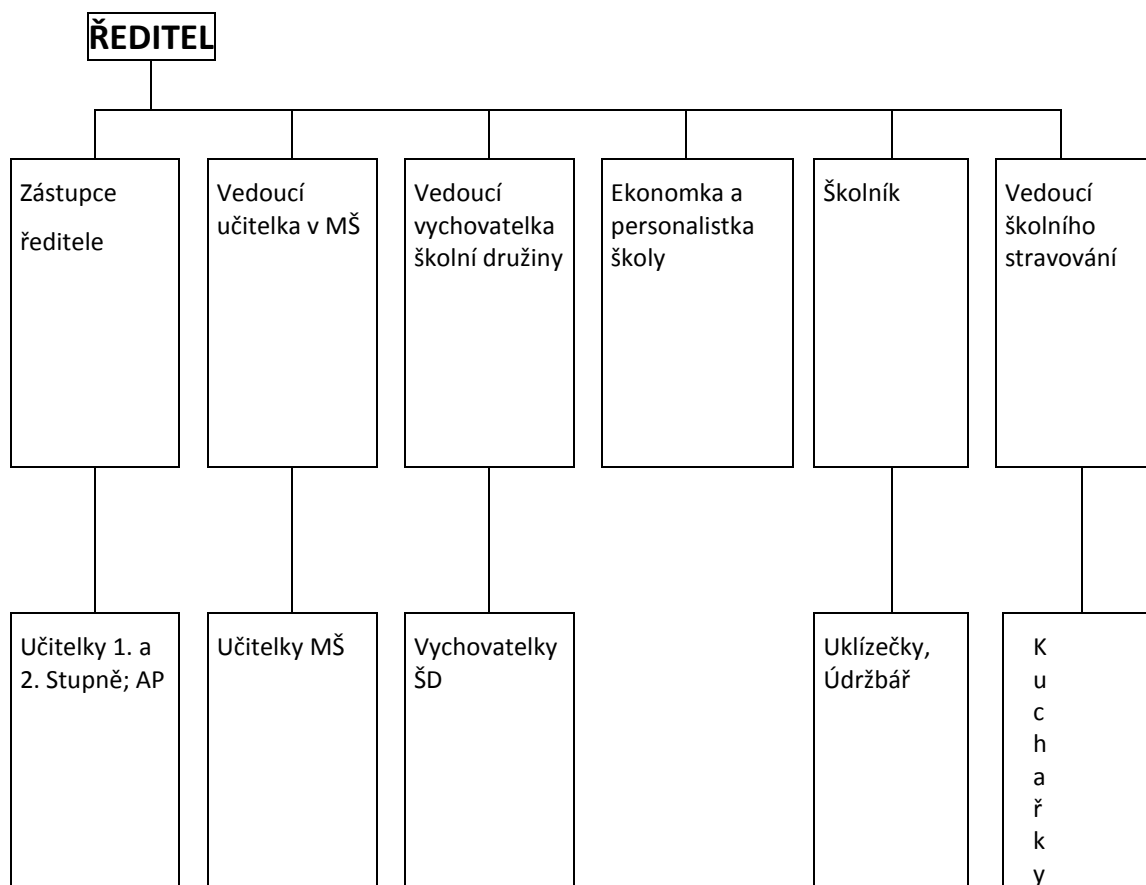 ŘEDITEL
Zástupce
ředitele
Vedoucí
učitelka v MŠ
Vedoucí
vychovatelka
školní družiny
Ekonomka a
personalistka
školy
Školník
Vedoucí
školního
stravování
Učitelky 1. a
2. Stupně; AP
Učitelky MŠ
Vychovatelky
ŠD
Uklízečky,
Údržbář
K
u
c
h
a
ř
k
y